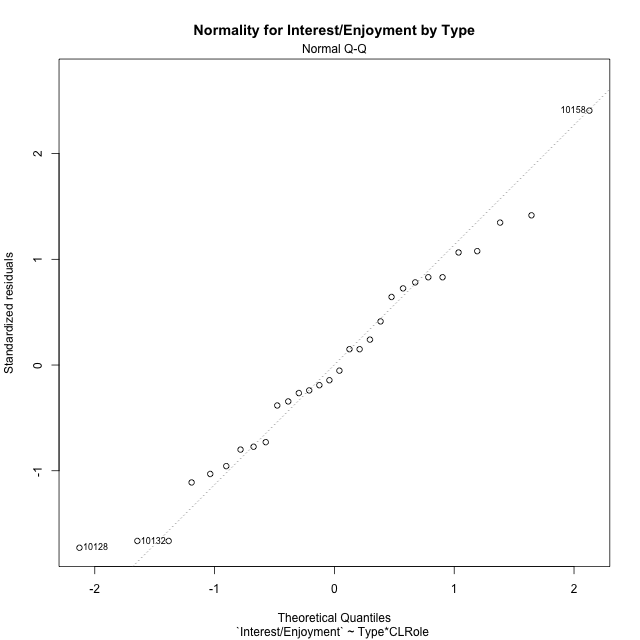 Normality for Interest/Enjoyment by Type
Normal Q-Q
10158
2
1
0
-1
Standardized residuals
10132
10128
-2 -1 0 1 2
Theoretical Quantiles
`Interest/Enjoyment` ~ Type*CLRole